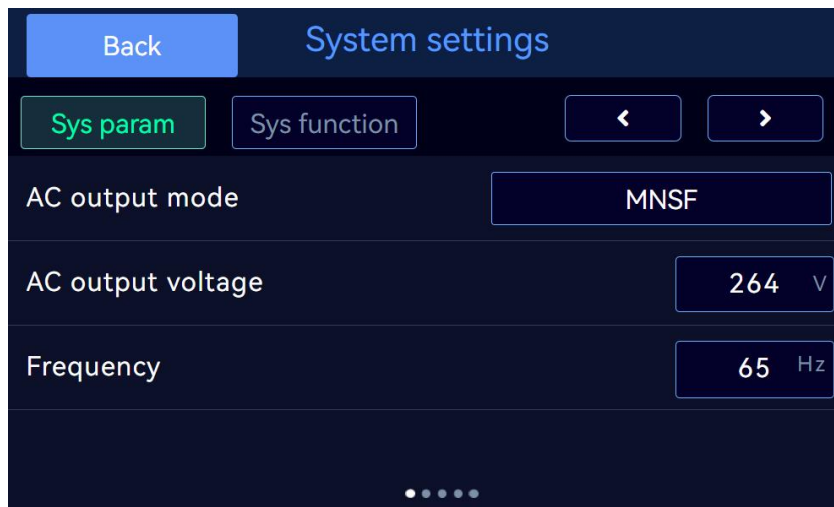 Back System settings
Sys param Sys function
AC output mode MNSF
AC output voltage 264 V
Frequency 65 Hz